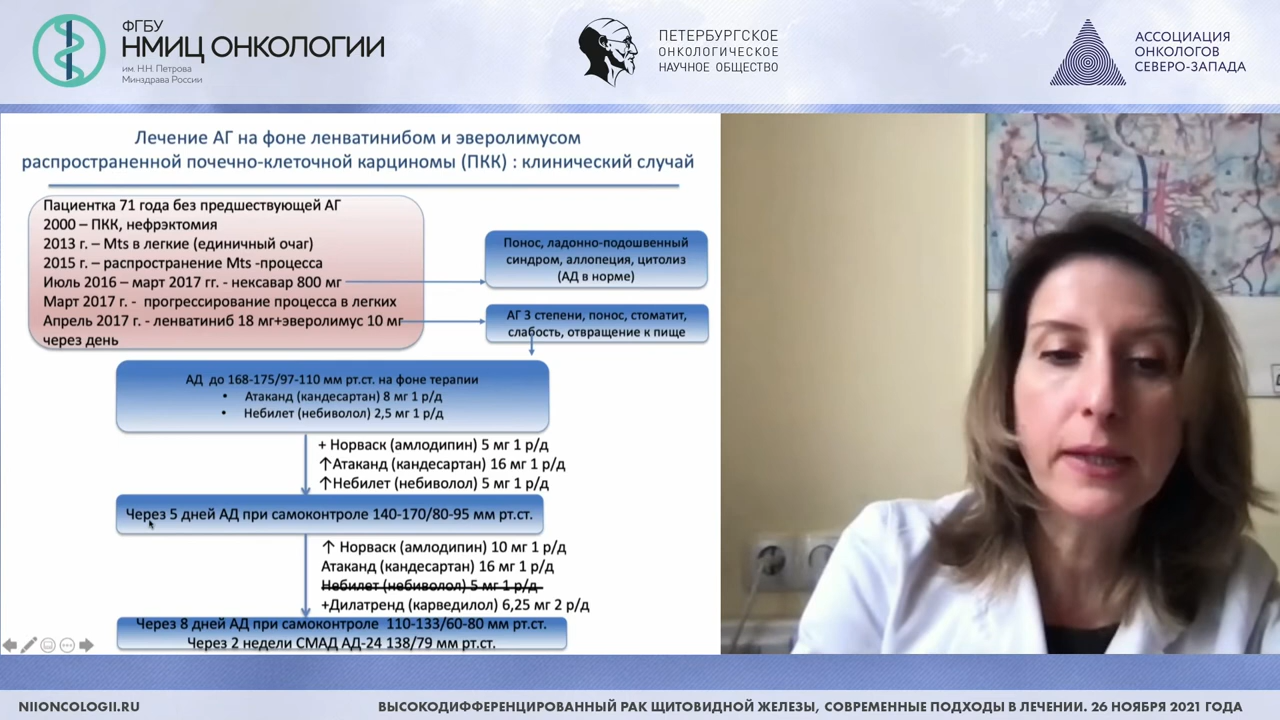 ФГБУ
НМИЦ ОНКОЛОГИИ
им. Н.Н. Петрова
Минздрава России
ПЕТЕРБУРГСКОЕ
ОНКОЛОГИЧЕСКОЕ
НАУЧНОЕ ОБЩЕСТВО
АССОЦИАЦИЯ
ОНКОЛОГОВ
СЕВЕРО-ЗАПАДА
Лечение АГ на фоне ленватинибом и эверолимусом
распространенной почечно-клеточной карциномы (ПКК) : клинический случай
Пациентка 71 года без предшествующей АГ
2000 – ПКК, нефрэктомия
2013 г. – Mts в легкие (единичный очаг)
2015 г. – распространение Mts -процесса
Июль 2016 – март 2017 гг. - нексавар 800 мг
Март 2017 г. - прогрессирование процесса в легких
Апрель 2017 г. - ленватиниб 18 мг+эверолимус 10 мг
через день
Понос, ладонно-подошвенный
синдром, аллопеция, цитолиз
(АД в норме)
АГ 3 степени, понос, стоматит,
слабость, отвращение к пище
АД до 168-175/97-110 мм рт.ст. на фоне терапии
• Атаканд (кандесартан) 8 мг 1 р/д
• Небилет (небиволол) 2,5 мг 1 р/д
+ Норваск (амлодипин) 5 мг 1 р/д
↑Атаканд (кандесартан) 16 мг 1 р/д
↑Небилет (небиволол) 5 мг 1 р/д
Через 5 дней АД при самоконтроле 140-170/80-95 мм рт.ст.
↑ Норваск (амлодипин) 10 мг 1 р/д
Атаканд (кандесартан) 16 мг 1 р/д
Небилет (небиволол) 5 мг 1 р/д
+Дилатренд (карведилол) 6,25 мг 2 р/д
Через 8 дней АД при самоконтроле 110-133/60-80 мм рт.ст.
Через 2 недели СМАД АД-24 138/79 мм рт.ст.
NIIONCOLOGII.RU
ВЫСОКОДИФФЕРЕНЦИРОВАННЫЙ РАК ЩИТОВИДНОЙ ЖЕЛЕЗЫ, СОВРЕМЕННЫЕ ПОДХОДЫ В ЛЕЧЕНИИ. 26 НОЯБРЯ 2021 ГОДА